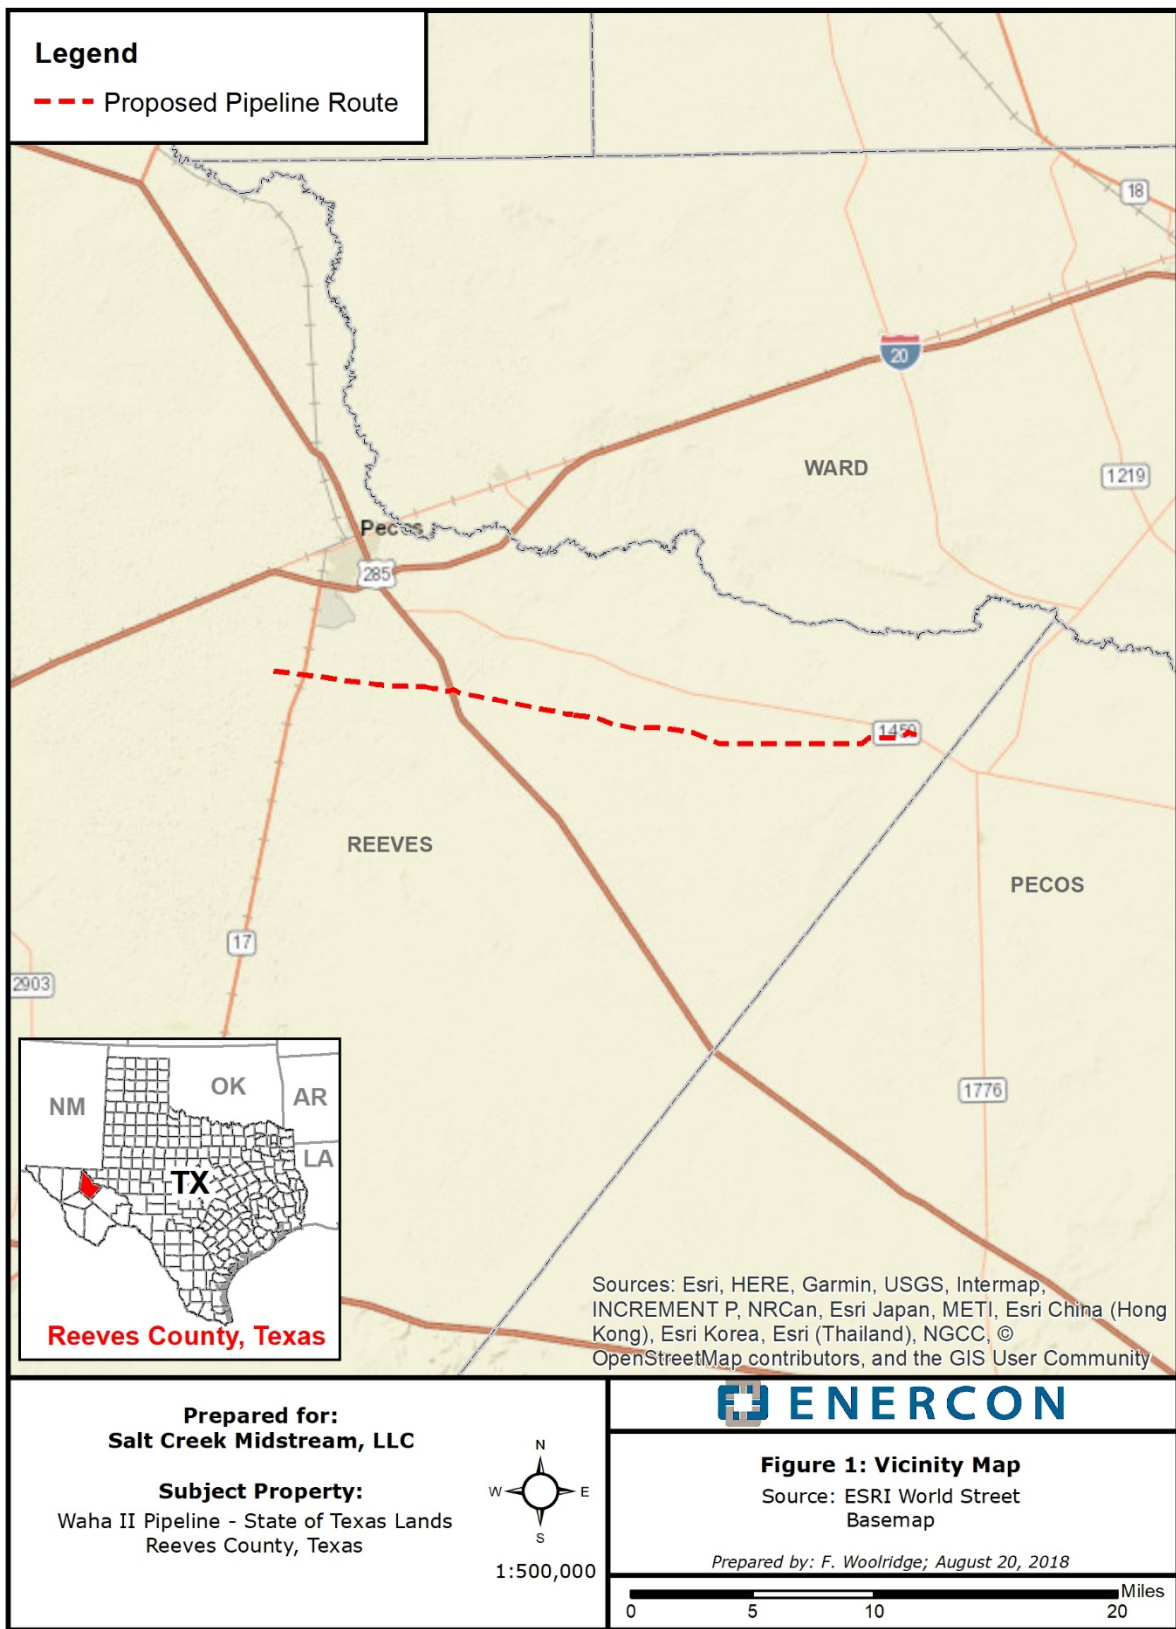 Legend
Proposed Pipeline Route
18
20
WARD
1219
Pecos
285
1450
REEVES
PECOS
17
2903
1776
NM
OK
AR
LA
TX
Reeves County, Texas
Sources: Esri, HERE, Garmin, USGS, Intermap,
INCREMENT P, NRCan, Esri Japan, METI, Esri China (Hong
Kong), Esri Korea, Esri (Thailand), NGCC, ©
OpenStreetMap contributors, and the GIS User Community
Prepared for:
Salt Creek Midstream, LLC
Subject Property:
Waha II Pipeline - State of Texas Lands
Reeves County, Texas
N
W E
S
1:500,000
ENERCON
Figure 1: Vicinity Map
Source: ESRI World Street
Basemap
Prepared by: F. Woolridge; August 20, 2018
Miles
0 5 10 20